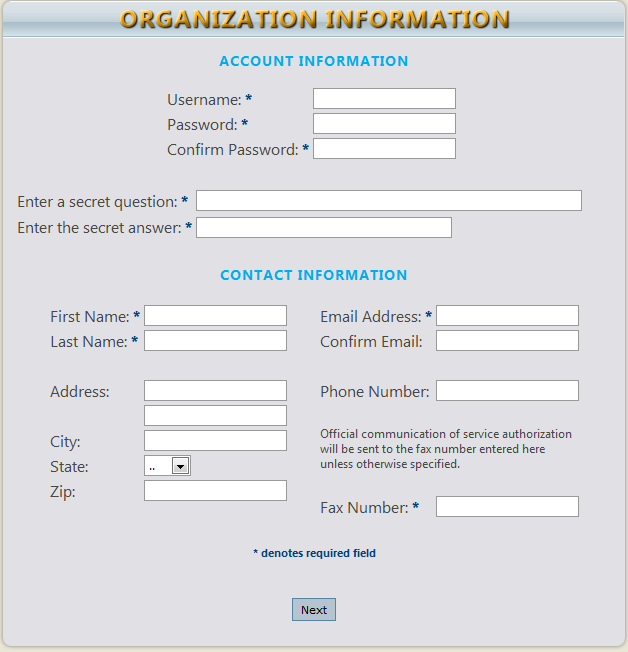 ORGANIZATION INFORMATION
ACCOUNT INFORMATION
Username: *
Password: *
Confirm Password: *
Enter a secret question: *
Enter the secret answer: *
CONTACT INFORMATION
First Name: *
Last Name: *
Address:
City:
State: ..
Zip:
Email Address: *
Confirm Email:
Phone Number:
Official communication of service authorization
will be sent to the fax number entered here
unless otherwise specified.
Fax Number: *
* denotes required field
Next